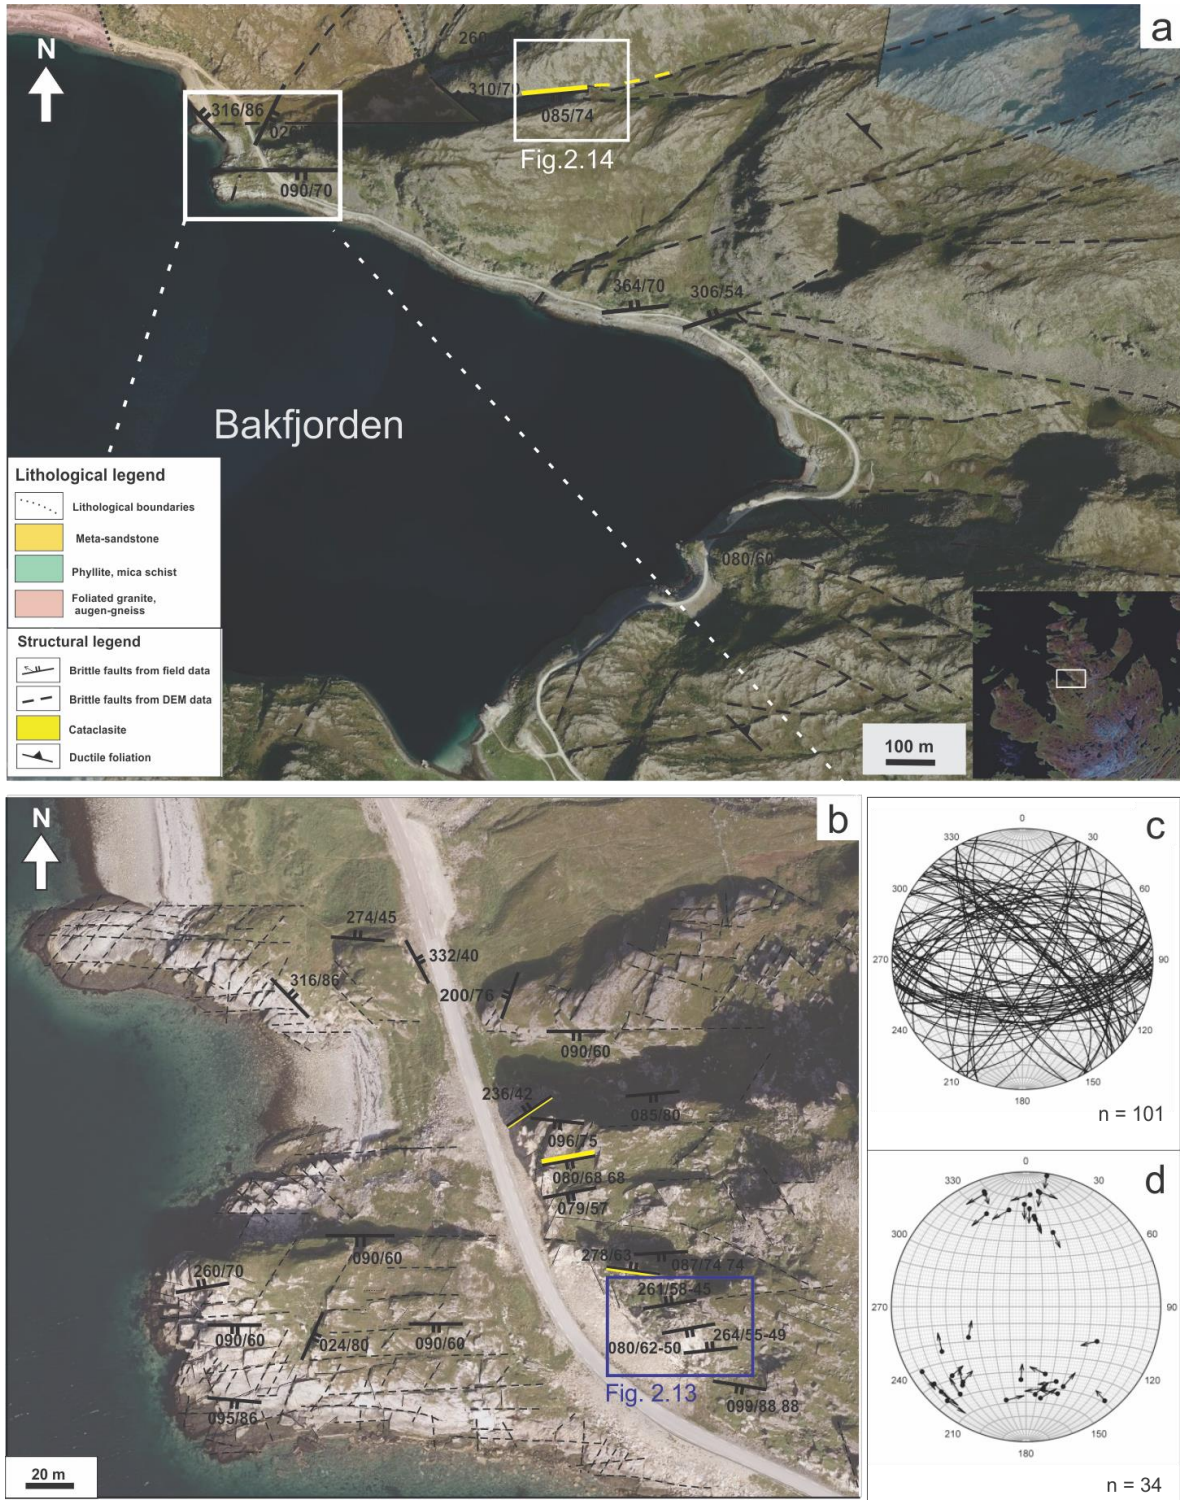 a
N
310/70
085/74
Fig.2.14
316/86
090/70
364/70
306/54
Bakfjorden
080/60
Lithological legend
Lithological boundaries
Meta-sandstone
Phyllite, mica schist
Foliated granite,
augen-gneiss
Structural legend
Brittle faults from field data
Brittle faults from DEM data
Cataclasite
Ductile foliation
100 m
b
N
274/45
332/40
316/86
200/76
090/60
236/42
085/80
096/75
080/68 68
079/57
090/60
278/63
087/74 74
260/70
261/58-45
090/60
024/80
090/60
080/62-50
264/55-49
Fig. 2.13
095/86
099/88 88
20 m
c
0
330
30
300
60
270
90
240
120
210
150
180
n = 101
d
0
330
30
300
60
270
90
240
120
210
150
180
n = 34